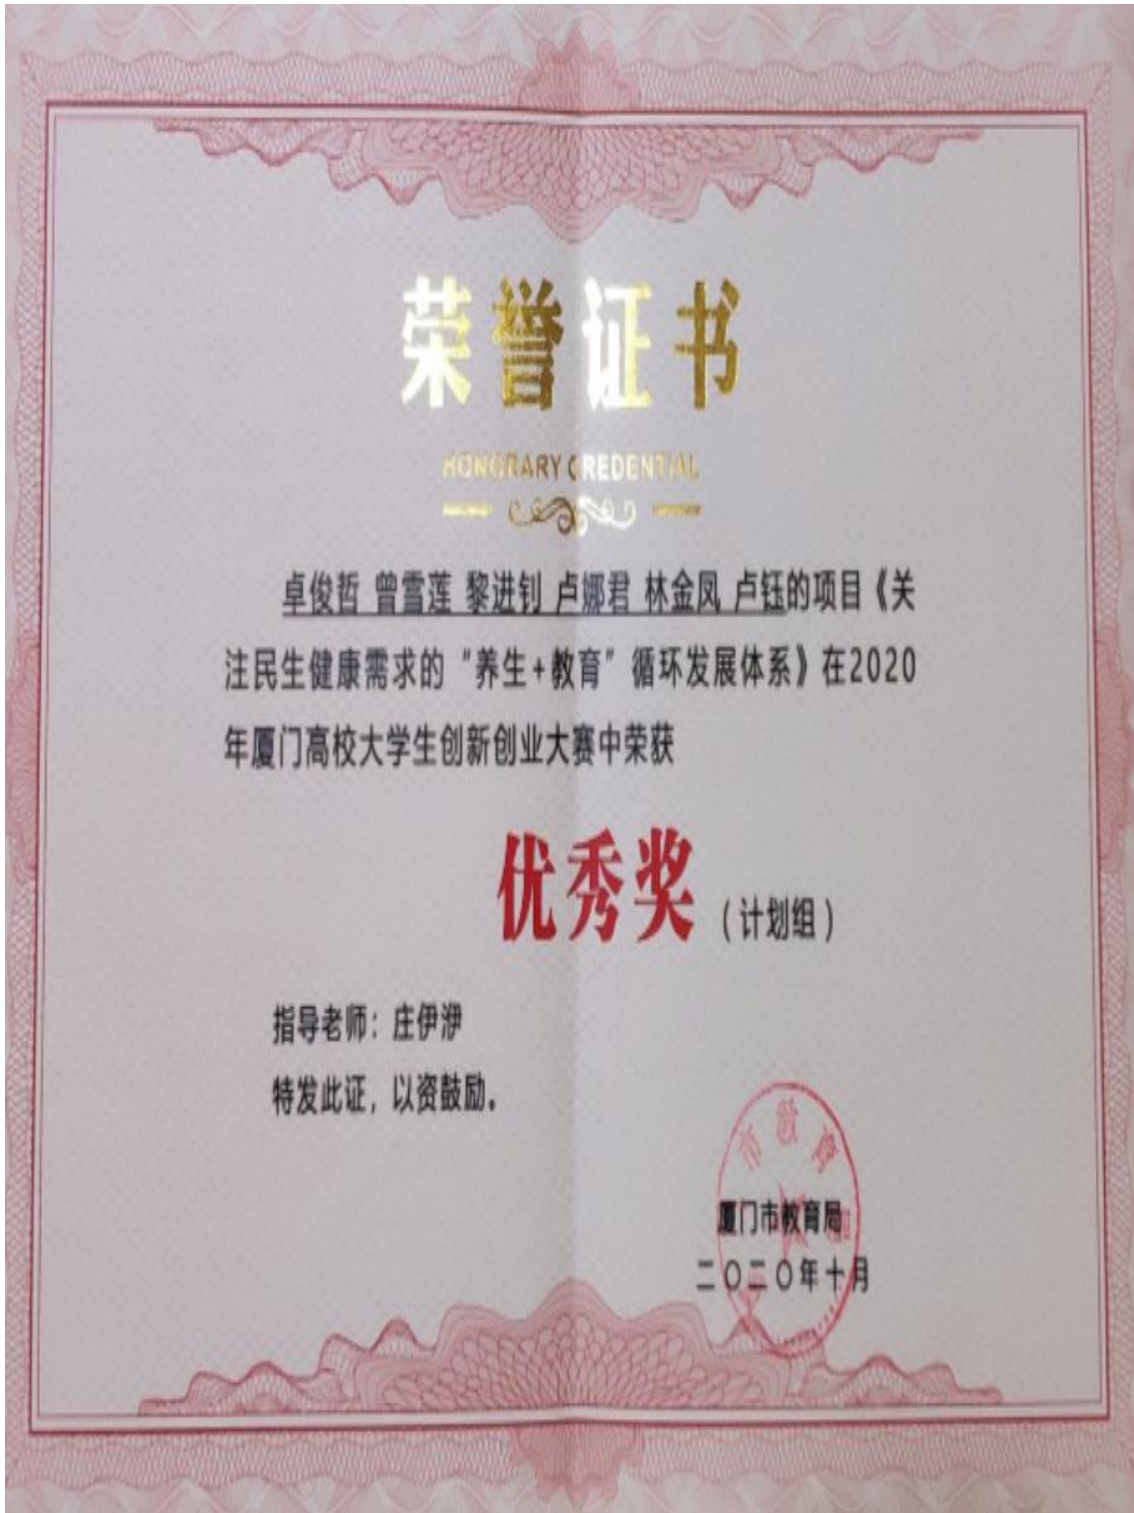 荣誉证书
HONORARY CREDENTIAL
卓俊哲 曾雪莲 黎进钊 卢娜君 林金凤 卢钰的项目《关
注民生健康需求的“养生+教育”循环发展体系》在2020
年厦门高校大学生创新创业大赛中荣获
优秀奖(计划组)
指导老师：庄伊洢
特发此证，以资鼓励。
市教育
厦门市教育局
二〇二〇年十月